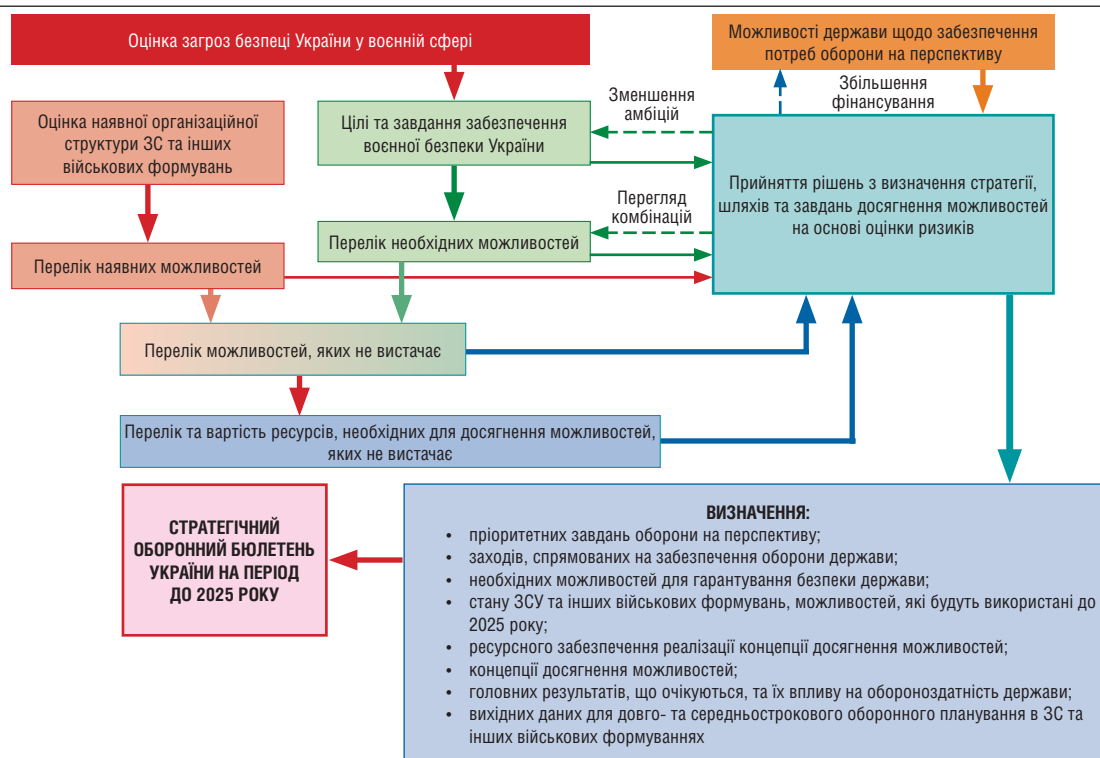 Оцінка загроз безпеці України у воєнній сфері
Можливості держави щодо забезпечення
потреб оборони на перспективу
Зменшення
амбіцій
Збільшення
фінансування
Оцінка наявної організаційної
структури ЗС та інших
військових формувань
Цілі та завдання забезпечення
воєнної безпеки України
Прийняття рішень з визначення стратегії,
шляхів та завдань досягнення можливостей
на основі оцінки ризиків
Перегляд
комбінацій
Перелік наявних можливостей
Перелік необхідних можливостей
Перелік можливостей, яких не вистачає
Перелік та вартість ресурсів, необхідних для досягнення можливостей,
яких не вистачає
СТРАТЕГІЧНИЙ
ОБОРОННИЙ БЮЛЕТЕНЬ
УКРАЇНИ НА ПЕРІОД
ДО 2025 РОКУ
ВИЗНАЧЕННЯ:
• пріоритетних завдань оборони на перспективу;
• заходів, спрямованих на забезпечення оборони держави;
• необхідних можливостей для гарантування безпеки держави;
• стану ЗСУ та інших військових формувань, можливостей, які будуть використані до
2025 року;
• ресурсного забезпечення реалізації концепції досягнення можливостей;
• концепції досягнення можливостей;
• головних результатів, що очікуються, та їх впливу на обороноздатність держави;
• вихідних даних для довго- та середньострокового оборонного планування в ЗС та
інших військових формуваннях